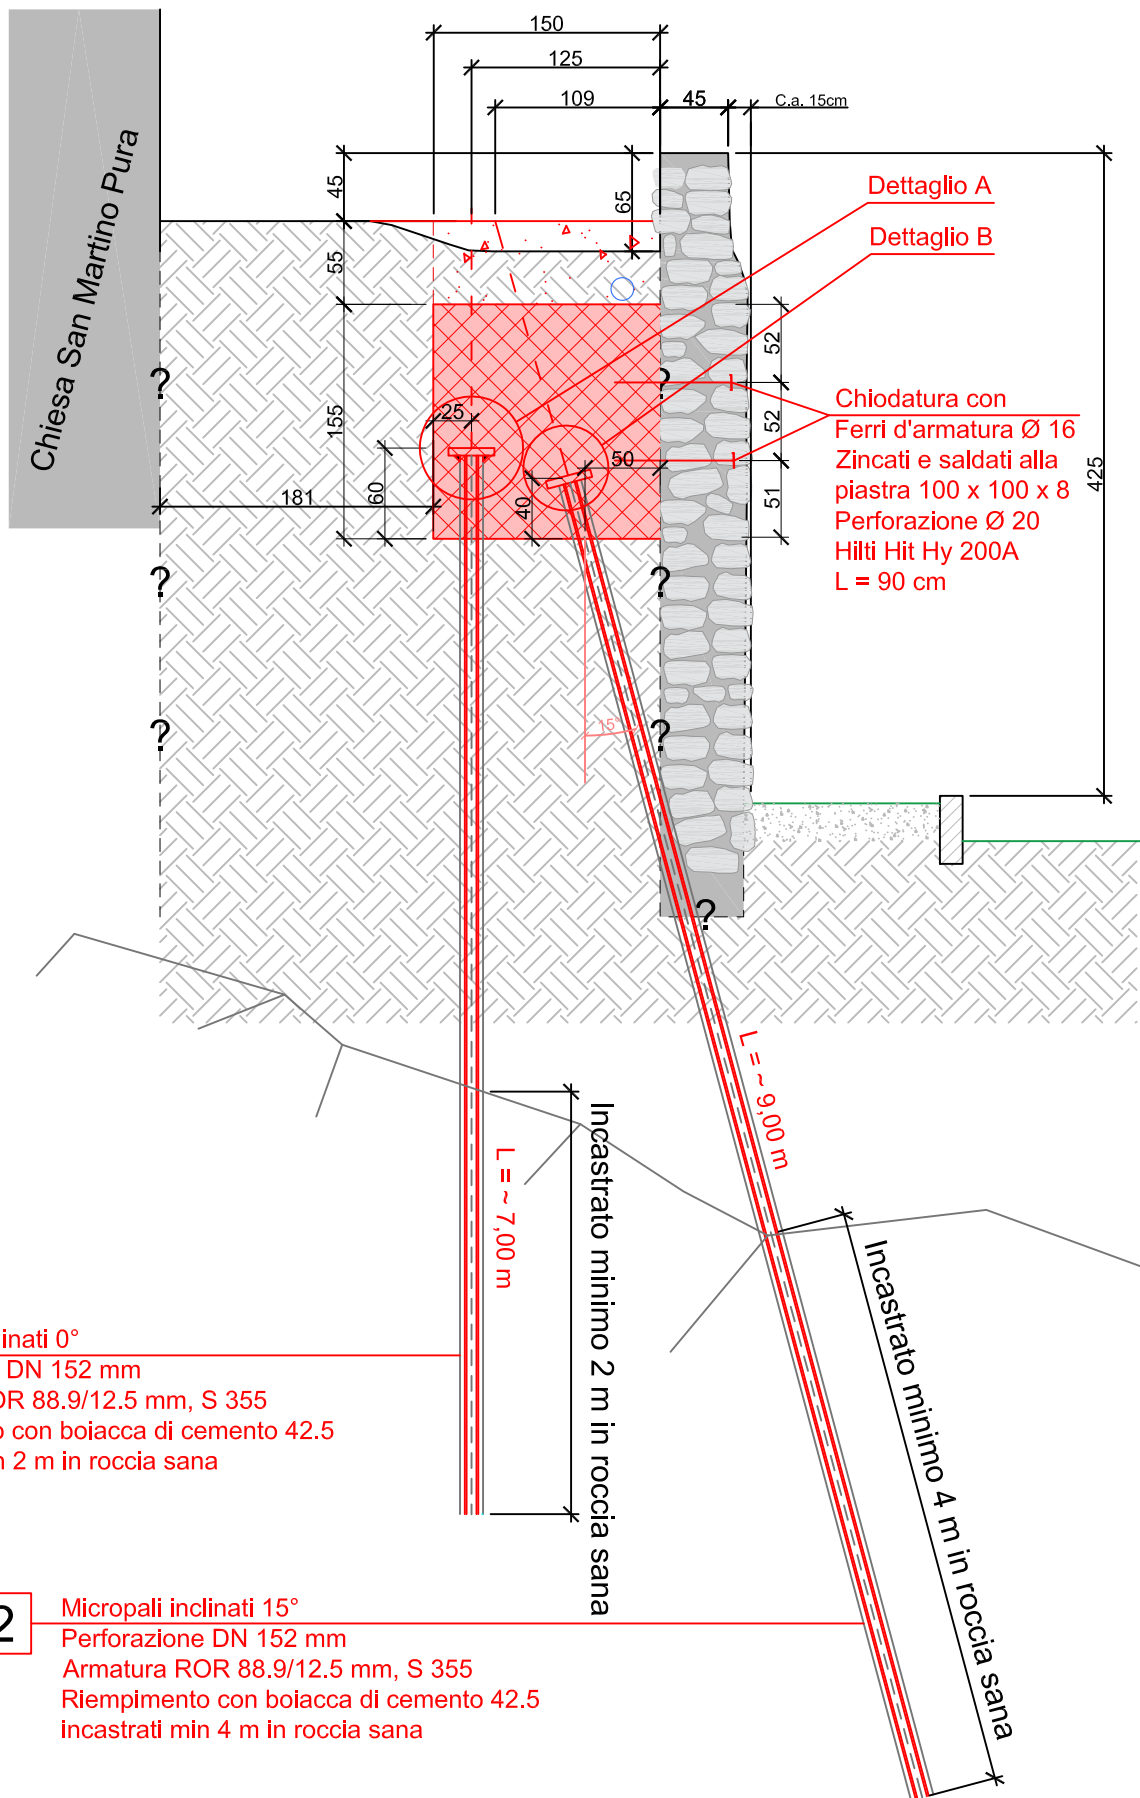 150
125
109
45
C.a. 15cm
Chiesa San Martino Pura
45
65
Dettaglio A
Dettaglio B
55
52
?
?
155
25
52
Chiodatura con
Ferri d'armatura Ø 16
Zincati e saldati alla
piastra 100 x 100 x 8
Perforazione Ø 20
Hilti Hit Hy 200A
L = 90 cm
425
50
181
60
40
51
?
?
15°
?
?
?
L = ~ 9,00 m
Incastrato minimo 2 m in roccia sana
L = ~ 7,00 m
Incastrato minimo 4 m in roccia sana
inati 0°
DN 152 mm
OR 88.9/12.5 mm, S 355
o con boiacca di cemento 42.5
n 2 m in roccia sana
2
Micropali inclinati 15°
Perforazione DN 152 mm
Armatura ROR 88.9/12.5 mm, S 355
Riempimento con boiacca di cemento 42.5
incastrati min 4 m in roccia sana